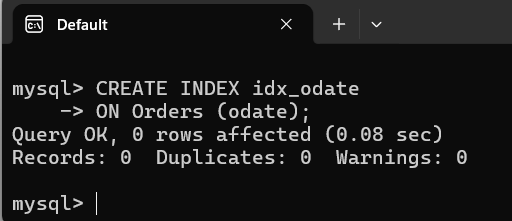 Default
mysql> CREATE INDEX idx_odate
    -> ON Orders (odate);
Query OK, 0 rows affected (0.08 sec)
Records: 0  Duplicates: 0  Warnings: 0
mysql>